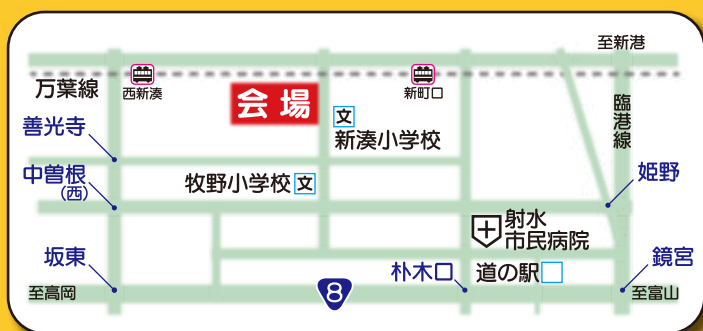 至新港
万葉線
西新湊
会場
新町口
臨港線
善光寺
文
新湊小学校
中曽根
(西)
牧野小学校
文
姫野
射水
市民病院
坂東
朴木口
道の駅
鏡宮
至高岡
8
至富山